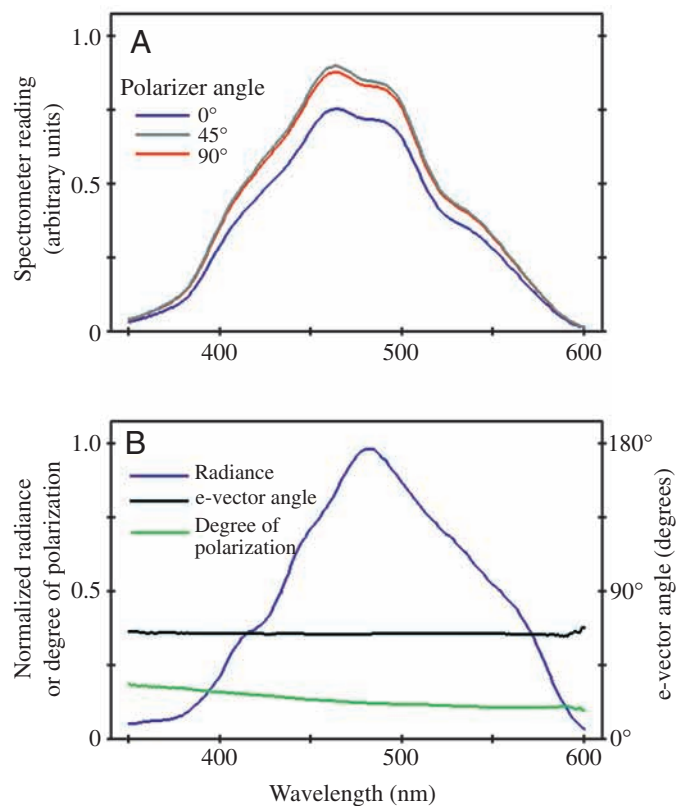 A
Polarizer angle
0°
45°
90°
Spectrometer reading
(arbitrary units)
1.0
0.5
0
400
500
600
B
Radiance
e-vector angle
Degree of
polarization
Normalized radiance
or degree of polarization
1.0
0.5
0
180°
90°
0°
e-vector angle (degrees)
400
500
600
Wavelength (nm)